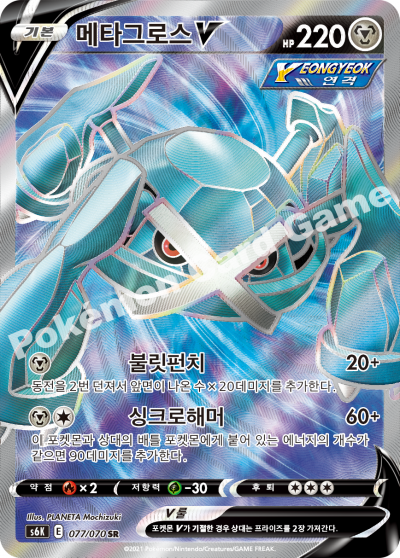 기본 메타그로스 V HP 220
YEONGYEOK
연격
Pokémon Card Game
불릿펀치 20+
동전을 2번 던져서 앞면이 나온 수×20데미지를 추가한다.
싱크로해머 60+
이 포켓몬과 상대의 배틀 포켓몬에게 붙어 있는 에너지의 개수가
같으면 90데미지를 추가한다.
약점 ×2 저항력 -30 후퇴
Illus. PLANETA Mochizuki
s6K E 077/070 SR
V룰
포켓몬 V가 기절한 경우 상대는 프라이즈를 2장 가져간다.
©2021 Pokémon/Nintendo/Creatures/GAME FREAK.